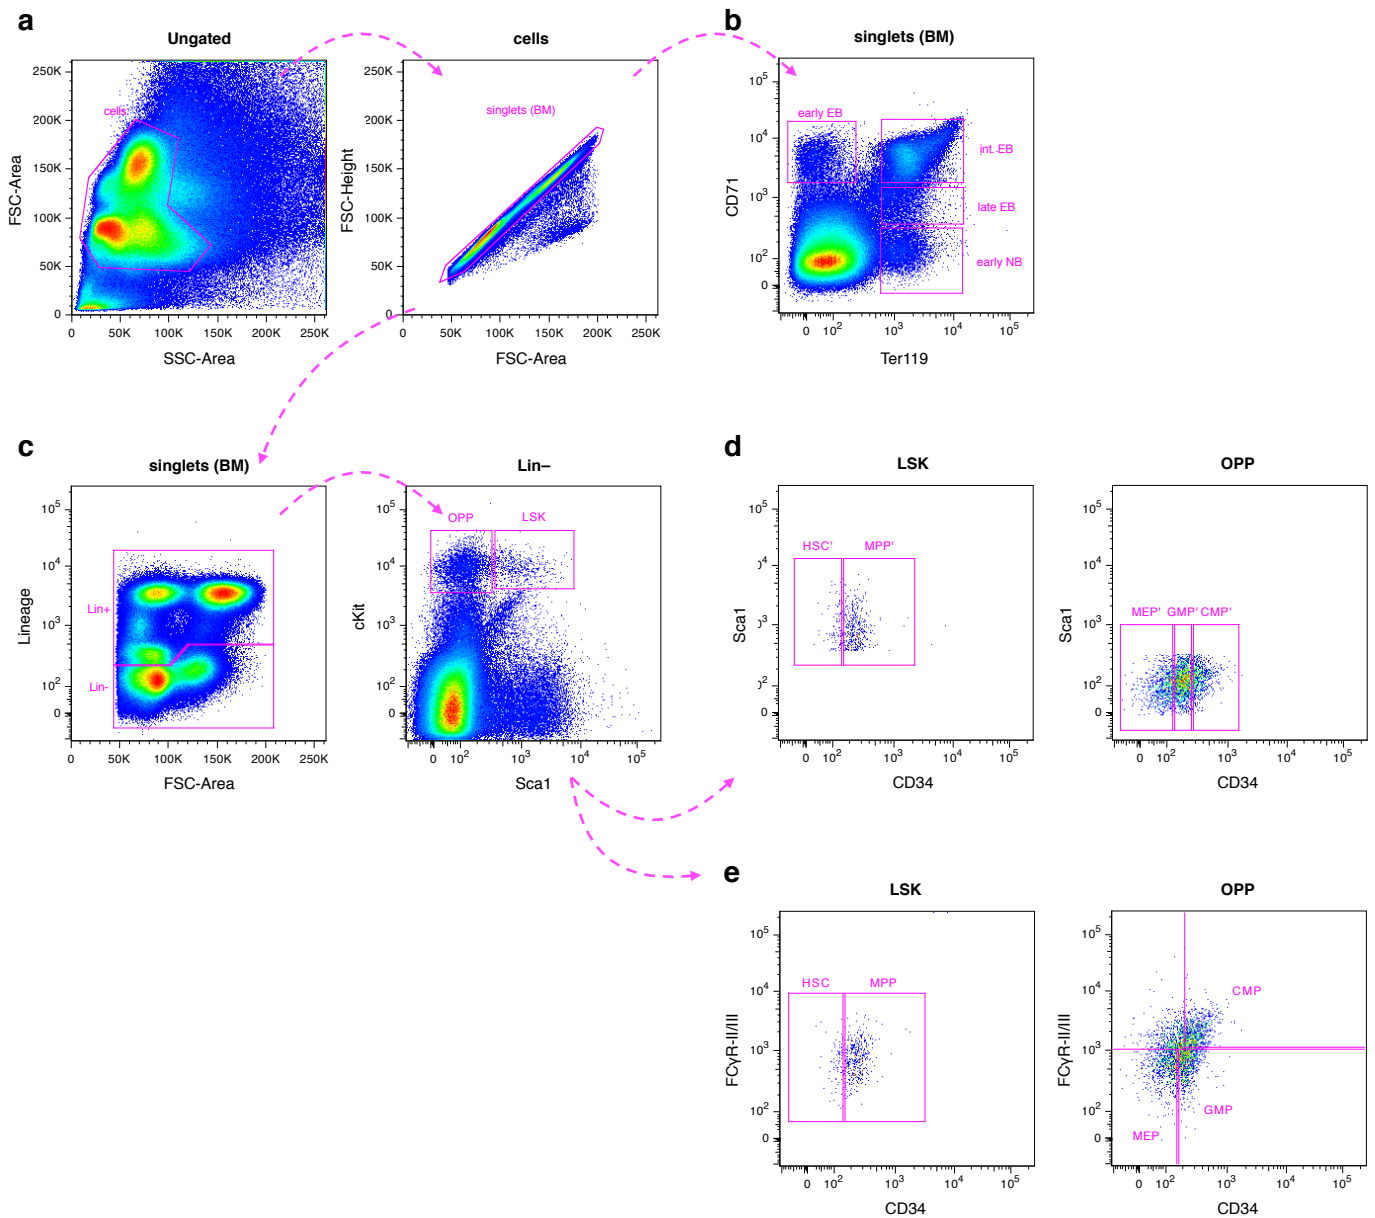 a
Ungated
cells
FSC-Area
250K
200K
150K
100K
50K
0
0
50K
100K
150K
200K
250K
SSC-Area
cells
singlets (BM)
FSC-Height
250K
200K
150K
100K
50K
0
0
50K
100K
150K
200K
250K
FSC-Area
b
singlets (BM)
early EB
int. EB
late EB
early NB
CD71
10^5
10^4
10^3
10^2
0
0
10^2
10^3
10^4
10^5
Ter119
c
singlets (BM)
Lin+
Lin-
Lineage
10^5
10^4
10^3
10^2
0
0
50K
100K
150K
200K
250K
FSC-Area
Lin–
OPP
LSK
cKit
10^5
10^4
10^3
10^2
0
0
10^2
10^3
10^4
10^5
Sca1
d
LSK
HSC'
MPP'
Sca1
10^5
10^4
10^3
10^2
0
0
10^2
10^3
10^4
10^5
CD34
OPP
MEP'
GMP'
CMP'
Sca1
10^5
10^4
10^3
10^2
0
0
10^2
10^3
10^4
10^5
CD34
e
LSK
HSC
MPP
FCγR-II/III
10^5
10^4
10^3
10^2
0
0
10^2
10^3
10^4
10^5
CD34
OPP
CMP
GMP
MEP
FCγR-II/III
10^5
10^4
10^3
10^2
0
0
10^2
10^3
10^4
10^5
CD34